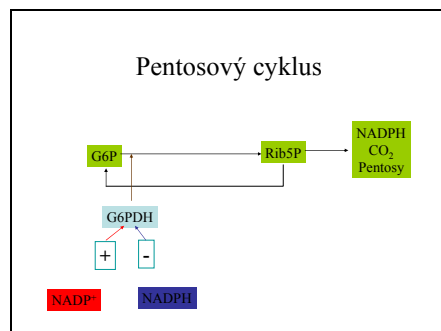 Pentosový cyklus
G6P
Rib5P
NADPH
CO₂
Pentosy
G6PDH
+
-
NADP⁺
NADPH